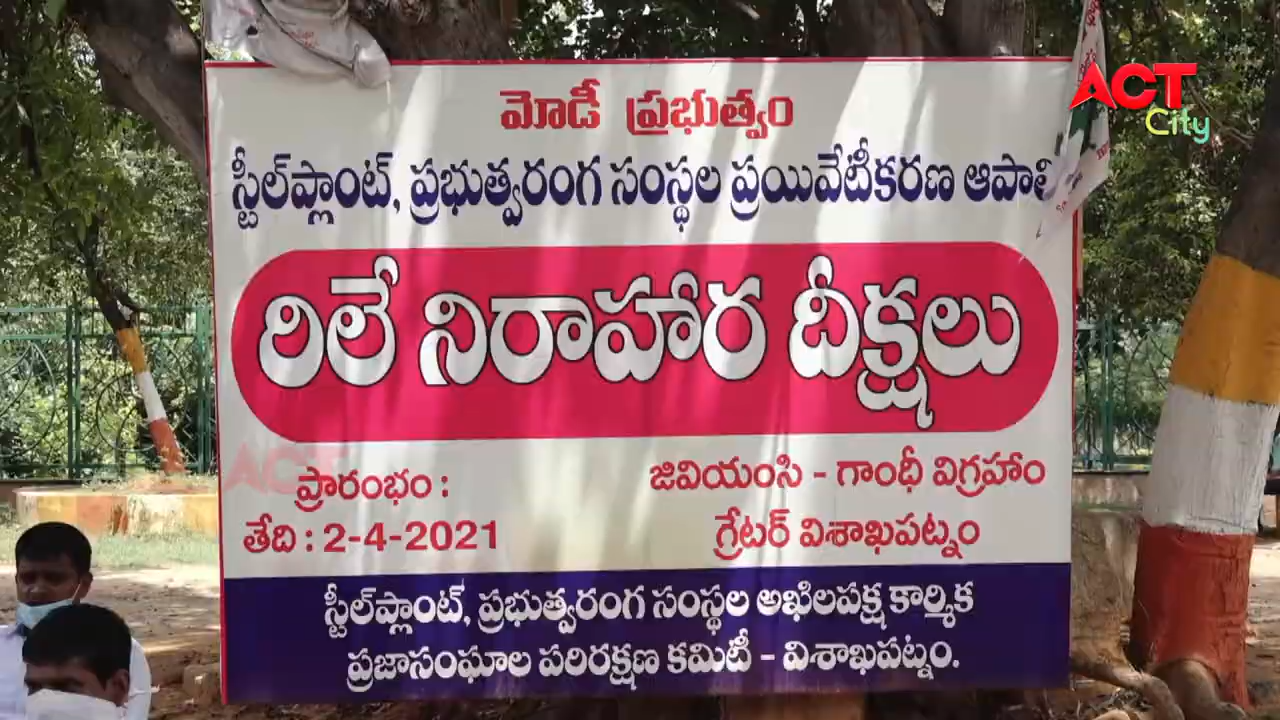 ACT
City
మోడీ ప్రభుత్వం
స్టీల్‌ప్లాంట్, ప్రభుత్వరంగ సంస్థల ప్రయివేటీకరణ ఆపాలి
రిలే నిరాహార దీక్షలు
ACT
ప్రారంభం :
తేది : 2-4-2021
జివియంసి - గాంధీ విగ్రహం
గ్రేటర్ విశాఖపట్నం
స్టీల్‌ప్లాంట్, ప్రభుత్వరంగ సంస్థల అఖిలపక్ష కార్మిక
ప్రజాసంఘాల పరిరక్షణ కమిటీ - విశాఖపట్నం.